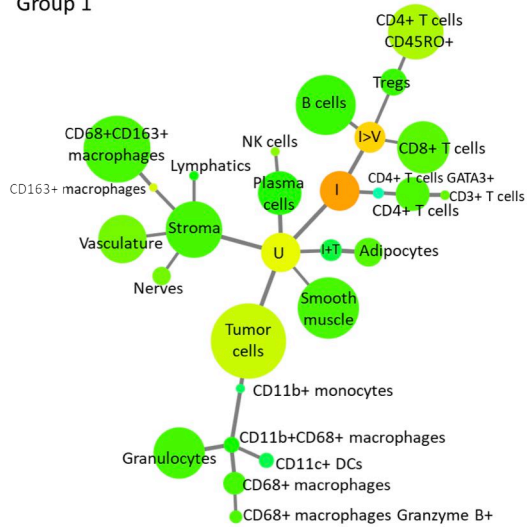 Group 1
CD4+ T cells
CD45RO+
Tregs
B cells
I>V
CD8+ T cells
CD68+CD163+
macrophages
NK cells
Lymphatics
CD4+ T cells GATA3+
CD163+ macrophages
Plasma
cells
I
CD3+ T cells
CD4+ T cells
Stroma
Vasculature
U
I+T
Adipocytes
Nerves
Smooth
muscle
Tumor
cells
CD11b+ monocytes
CD11b+CD68+ macrophages
Granulocytes
CD11c+ DCs
CD68+ macrophages
CD68+ macrophages Granzyme B+